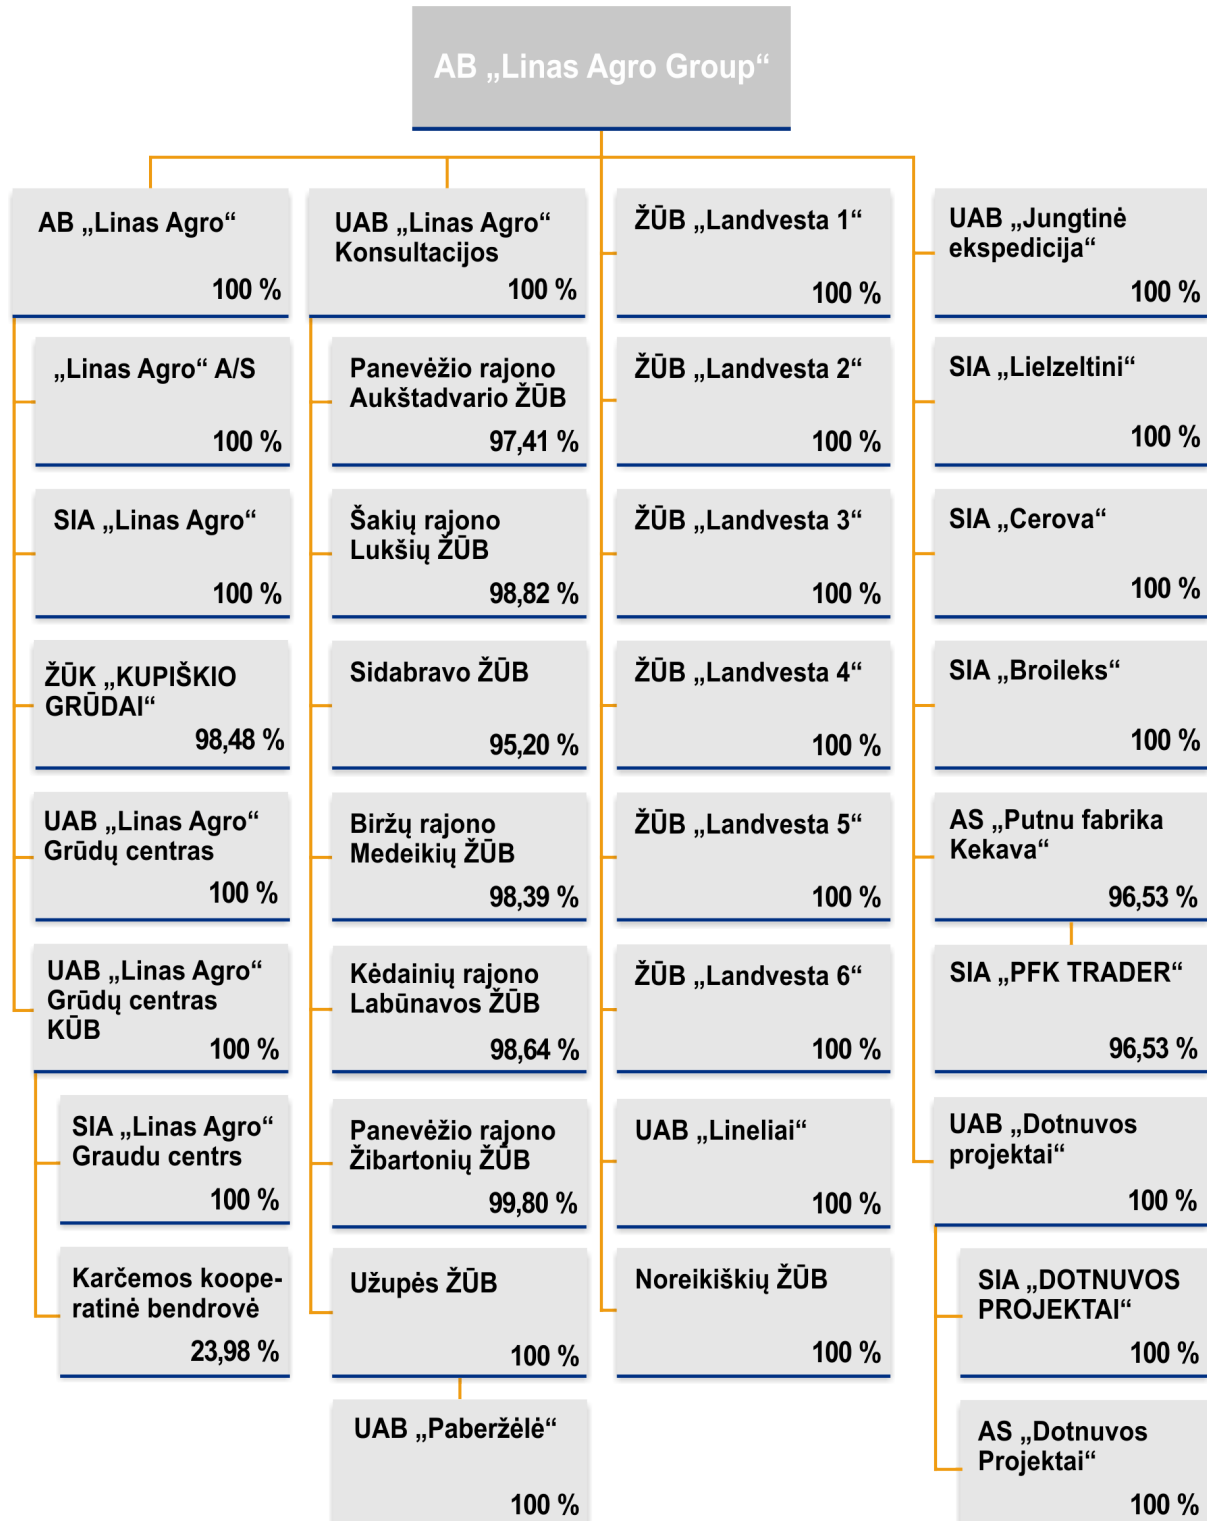 AB „Linas Agro Group“
AB „Linas Agro“
100 %
„Linas Agro“ A/S
100 %
SIA „Linas Agro“
100 %
ŽŪK „KUPIŠKIO
GRŪDAI“
98,48 %
UAB „Linas Agro“
Grūdų centras
100 %
UAB „Linas Agro“
Grūdų centras
KŪB
100 %
SIA „Linas Agro“
Graudu centrs
100 %
Karčemos koope-
ratinė bendrovė
23,98 %
UAB „Linas Agro“
Konsultacijos
100 %
Panevėžio rajono
Aukštadvario ŽŪB
97,41 %
Šakių rajono
Lukšių ŽŪB
98,82 %
Sidabravo ŽŪB
95,20 %
Biržų rajono
Medeikių ŽŪB
98,39 %
Kėdainių rajono
Labūnavos ŽŪB
98,64 %
Panevėžio rajono
Žibartonių ŽŪB
99,80 %
Užupės ŽŪB
100 %
UAB „Paberžėlė“
100 %
ŽŪB „Landvesta 1“
100 %
ŽŪB „Landvesta 2“
100 %
ŽŪB „Landvesta 3“
100 %
ŽŪB „Landvesta 4“
100 %
ŽŪB „Landvesta 5“
100 %
ŽŪB „Landvesta 6“
100 %
UAB „Lineliai“
100 %
Noreikiškių ŽŪB
100 %
UAB „Jungtinė
ekspedicija“
100 %
SIA „Lielzeltini“
100 %
SIA „Cerova“
100 %
SIA „Broileks“
100 %
AS „Putnu fabrika
Kekava“
96,53 %
SIA „PFK TRADER“
96,53 %
UAB „Dotnuvos
projektai“
100 %
SIA „DOTNUVOS
PROJEKTAI“
100 %
AS „Dotnuvos
Projektai“
100 %